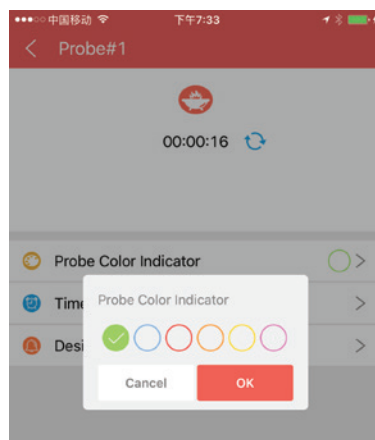 中国移动 下午7:33
Probe#1
00:00:16
Probe Color Indicator
Time
Probe Color Indicator
Desi
Cancel OK